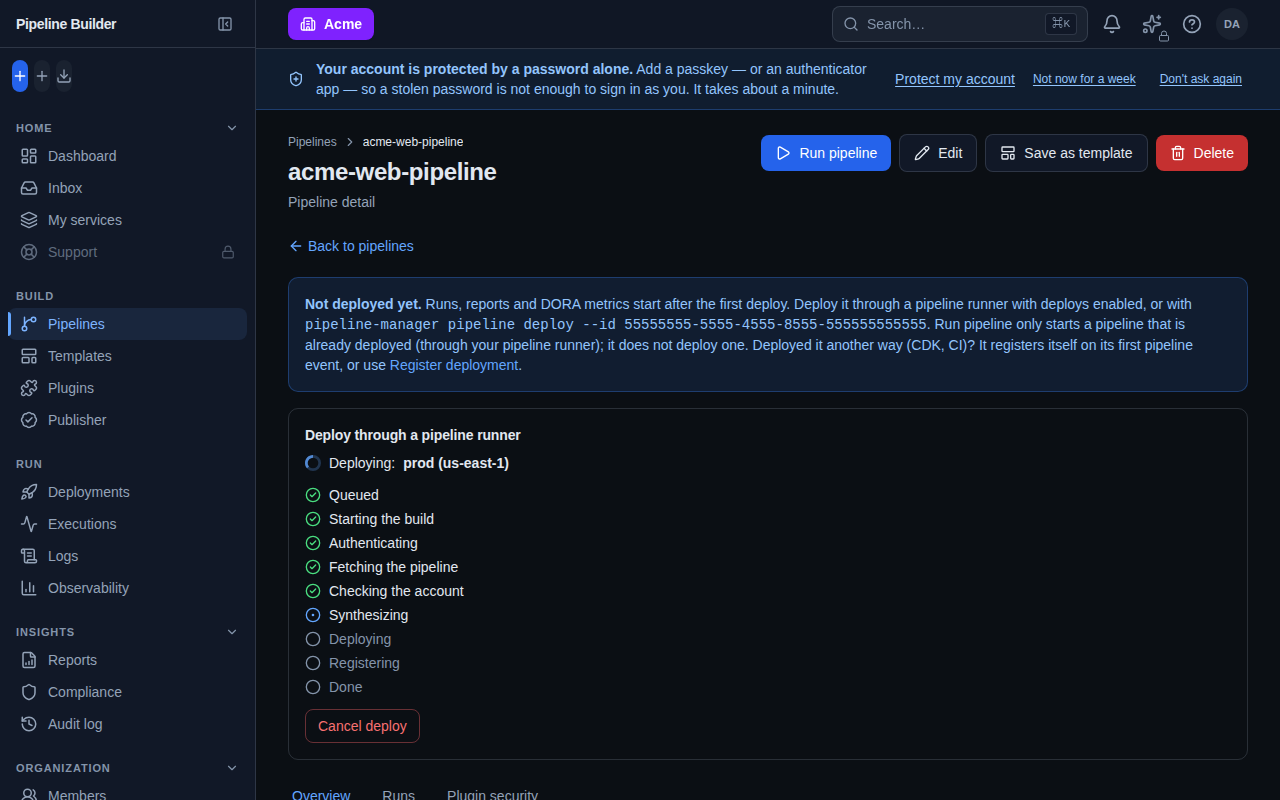 Pipeline Builder
Acme
Search…
⌘K
DA
Your account is protected by a password alone. Add a passkey — or an authenticator
app — so a stolen password is not enough to sign in as you. It takes about a minute.
Protect my account
Not now for a week
Don't ask again
HOME
Dashboard
Inbox
My services
Support
BUILD
Pipelines
Templates
Plugins
Publisher
RUN
Deployments
Executions
Logs
Observability
INSIGHTS
Reports
Compliance
Audit log
ORGANIZATION
Members
Pipelines
acme-web-pipeline
acme-web-pipeline
Pipeline detail
Run pipeline
Edit
Save as template
Delete
Back to pipelines
Not deployed yet. Runs, reports and DORA metrics start after the first deploy. Deploy it through a pipeline runner with deploys enabled, or with
pipeline-manager pipeline deploy --id 55555555-5555-4555-8555-555555555555. Run pipeline only starts a pipeline that is
already deployed (through your pipeline runner); it does not deploy one. Deployed it another way (CDK, CI)? It registers itself on its first pipeline
event, or use Register deployment.
Deploy through a pipeline runner
Deploying: prod (us-east-1)
Queued
Starting the build
Authenticating
Fetching the pipeline
Checking the account
Synthesizing
Deploying
Registering
Done
Cancel deploy
Overview
Runs
Plugin security